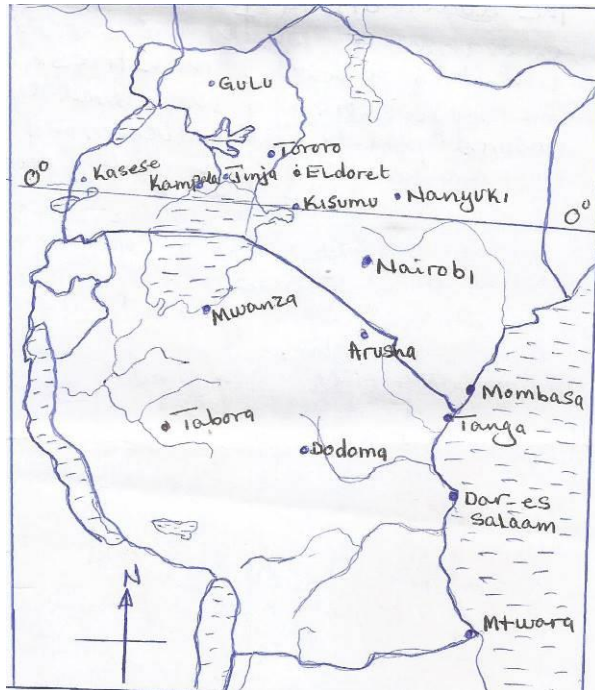 GULU
Tororo
Kasese
Kampala
Jinja
Eldoret
0°
Nanyuki
Kisumu
0°
Nairobi
Mwanza
Arusha
Mombasa
Tabora
Tanga
Dodoma
Dar-es
Salaam
N
Mtwara